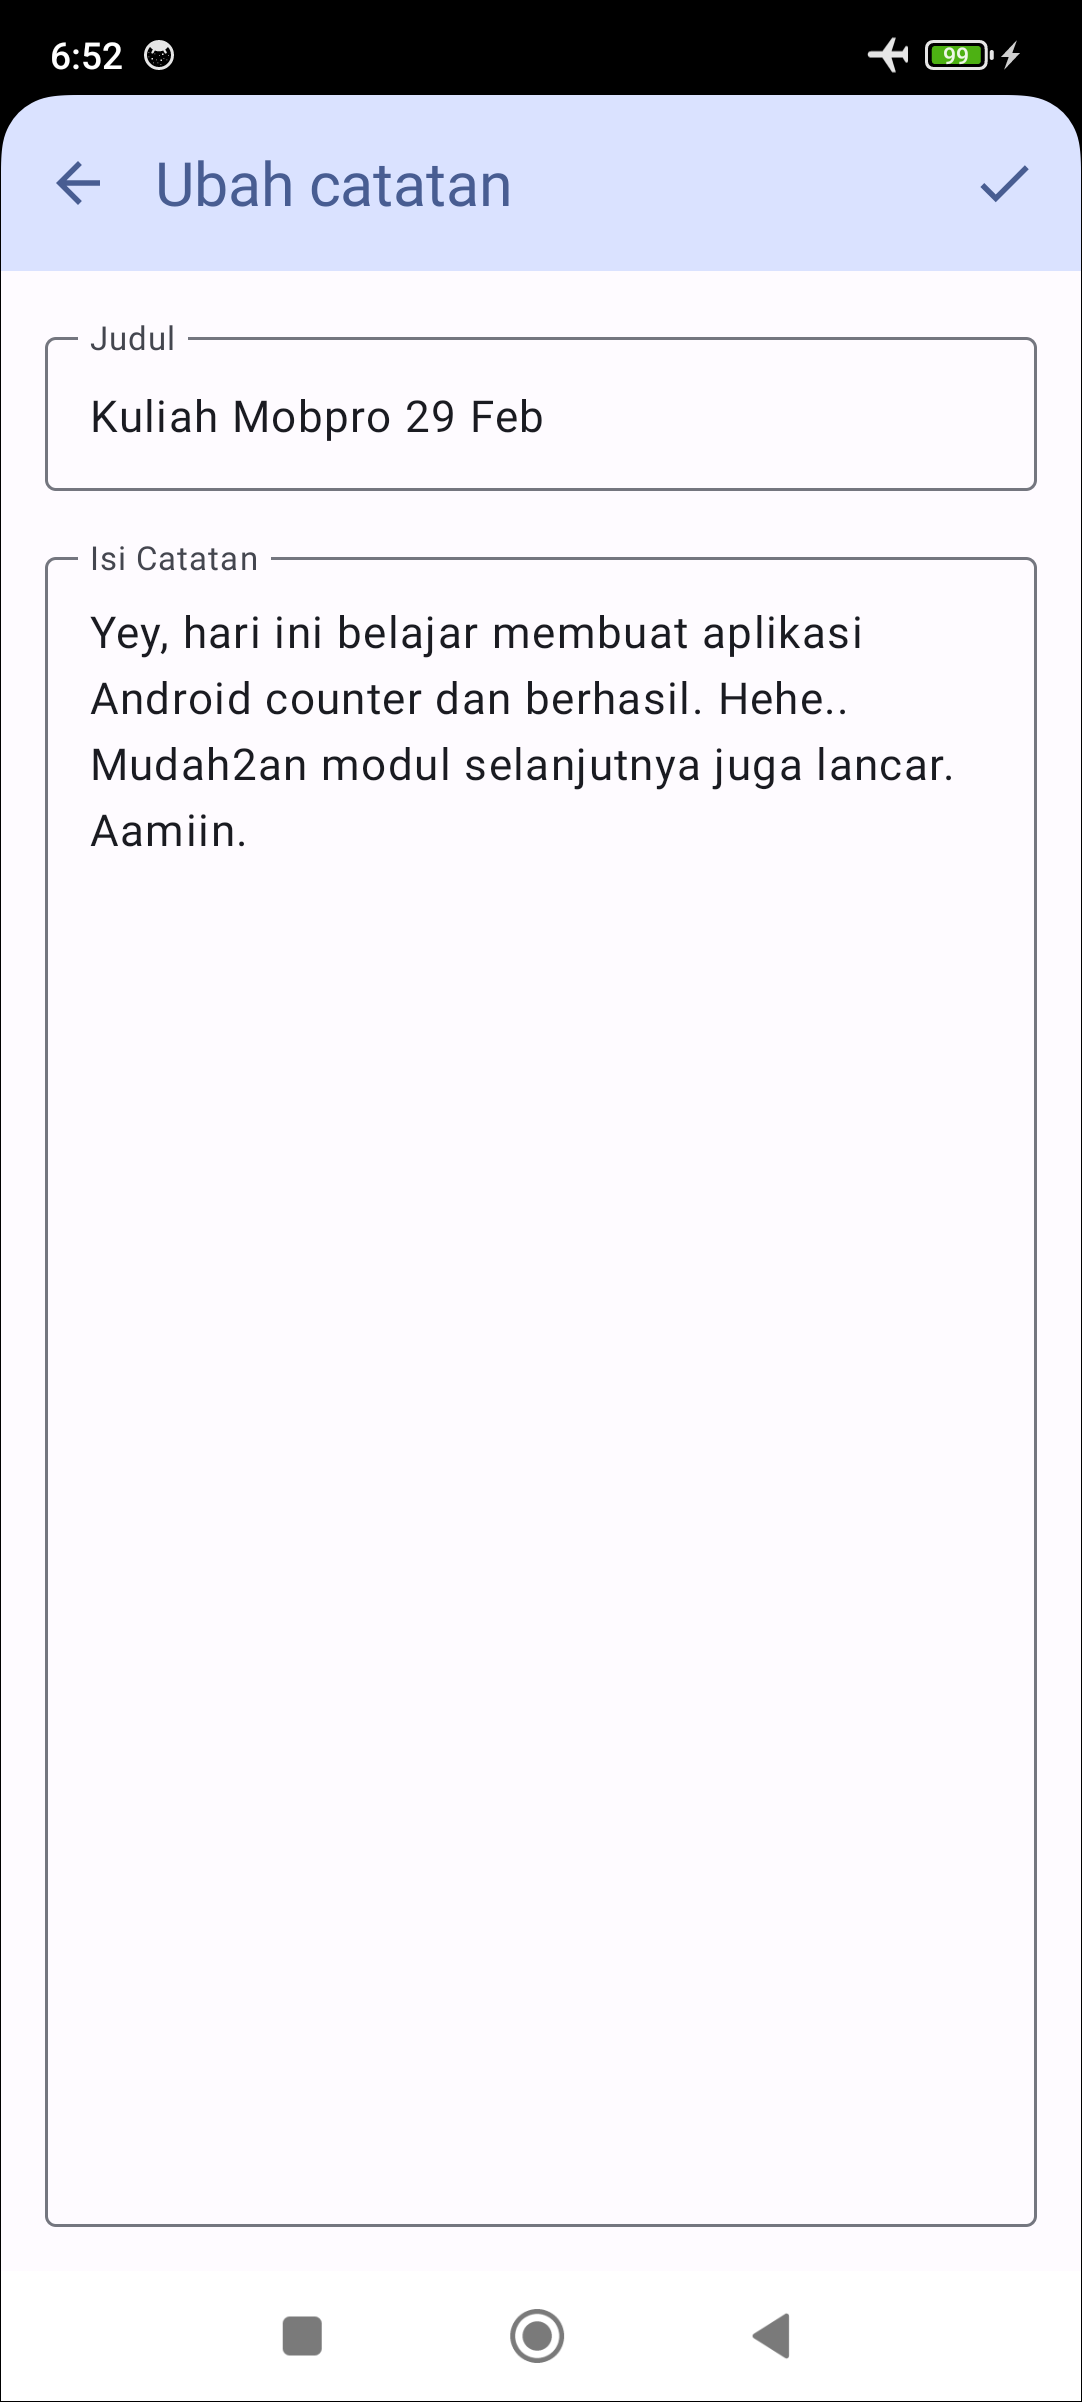 6:52
99
Ubah catatan
Judul
Kuliah Mobpro 29 Feb
Isi Catatan
Yey, hari ini belajar membuat aplikasi
Android counter dan berhasil. Hehe..
Mudah2an modul selanjutnya juga lancar.
Aamiin.